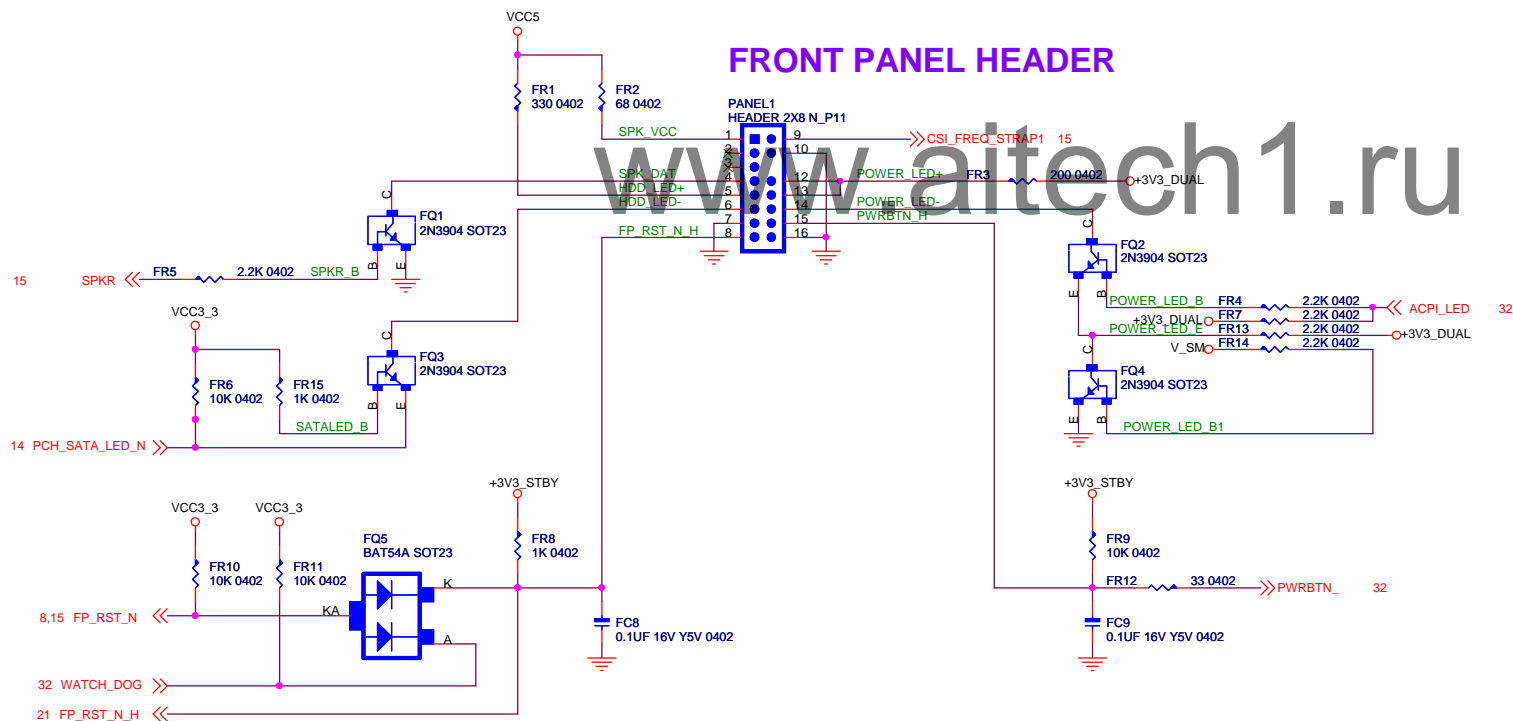 VCC5
FRONT PANEL HEADER
FR1
330 0402
FR2
68 0402
PANEL1
HEADER 2X8 N_P11
SPK_VCC
1
9
CSI_FREQ_STRAP1 15
2
10
3
www.aitech1.ru
SPK_DAT
4
12
POWER_LED+
FR3
200 0402
+3V3_DUAL
HDD_LED+
5
13
HDD_LED-
6
14
POWER_LED-
7
15
PWRBTN_H
FP_RST_N_H
8
16
C
FQ1
2N3904 SOT23
B
E
15 SPKR
FR5
2.2K 0402
SPKR_B
C
FQ2
2N3904 SOT23
E
B
POWER_LED_B
FR4
2.2K 0402
ACPI_LED 32
+3V3_DUAL
FR7
2.2K 0402
POWER_LED_E
FR13
2.2K 0402
+3V3_DUAL
V_SM
FR14
2.2K 0402
VCC3_3
C
FQ3
2N3904 SOT23
B
E
FR6
10K 0402
FR15
1K 0402
SATALED_B
14 PCH_SATA_LED_N
C
FQ4
2N3904 SOT23
E
B
POWER_LED_B1
VCC3_3
VCC3_3
+3V3_STBY
+3V3_STBY
FQ5
BAT54A SOT23
FR8
1K 0402
FR9
10K 0402
FR10
10K 0402
FR11
10K 0402
K
KA
A
FR12
33 0402
PWRBTN_ 32
8,15 FP_RST_N
FC8
0.1UF 16V Y5V 0402
FC9
0.1UF 16V Y5V 0402
32 WATCH_DOG
21 FP_RST_N_H